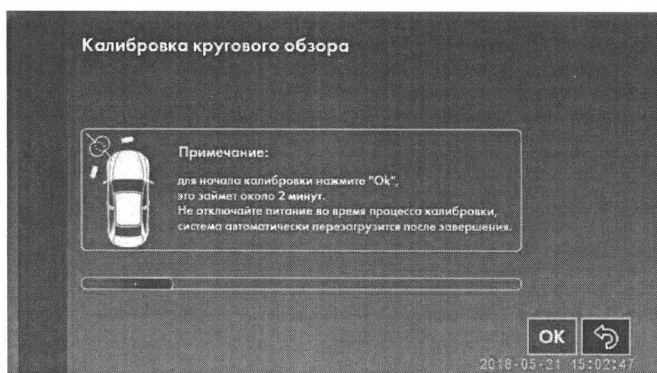 Калибровка кругового обзора
Примечание:
для начала калибровки нажмите "Ok",
это займет около 2 минут.
Не отключайте питание во время процесса калибровки,
система автоматически перезагрузится после завершения.
OK
2018-05-21 15:02:47